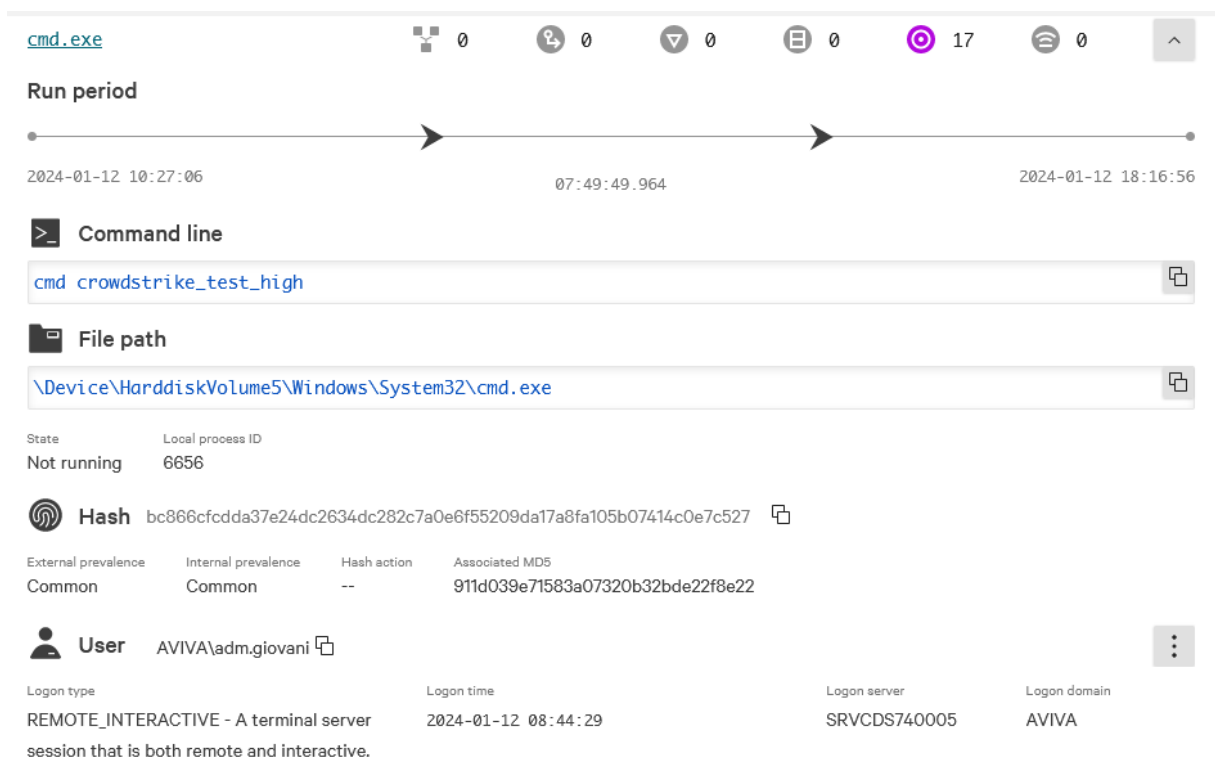 cmd.exe 0 0 0 0 17 0
Run period
2024-01-12 10:27:06 07:49:49.964 2024-01-12 18:16:56
>_ Command line
cmd crowdstrike_test_high
File path
\Device\HarddiskVolume5\Windows\System32\cmd.exe
State Local process ID
Not running 6656
Hash bc866cfcdda37e24dc2634dc282c7a0e6f55209da17a8fa105b07414c0e7c527
External prevalence Internal prevalence Hash action Associated MD5
Common Common -- 911d039e71583a07320b32bde22f8e22
User AVIVA\adm.giovani
Logon type Logon time Logon server Logon domain
REMOTE_INTERACTIVE - A terminal server 2024-01-12 08:44:29 SRVCDS740005 AVIVA
session that is both remote and interactive.